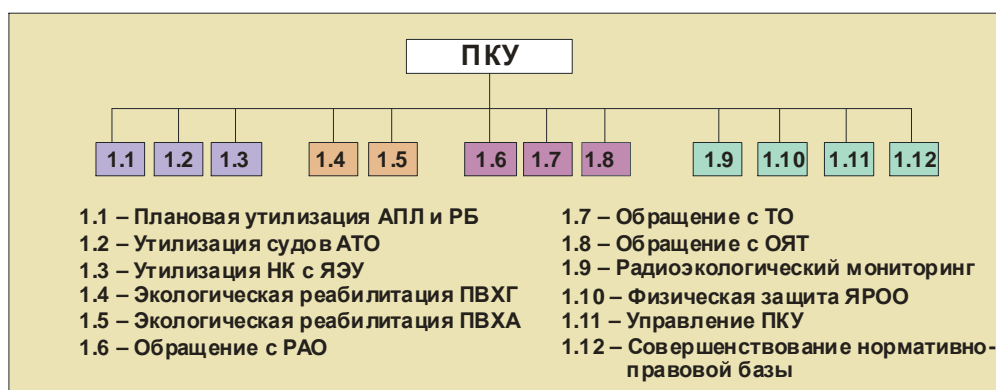 ПКУ
1.1 1.2 1.3 1.4 1.5 1.6 1.7 1.8 1.9 1.10 1.11 1.12
1.1 – Плановая утилизация АПЛ и РБ
1.2 – Утилизация судов АТО
1.3 – Утилизация НК с ЯЭУ
1.4 – Экологическая реабилитация ПВХГ
1.5 – Экологическая реабилитация ПВХА
1.6 – Обращение с РАО
1.7 – Обращение с ТО
1.8 – Обращение с ОЯТ
1.9 – Радиоэкологический мониторинг
1.10 – Физическая защита ЯРОО
1.11 – Управление ПКУ
1.12 – Совершенствование нормативно-
правовой базы